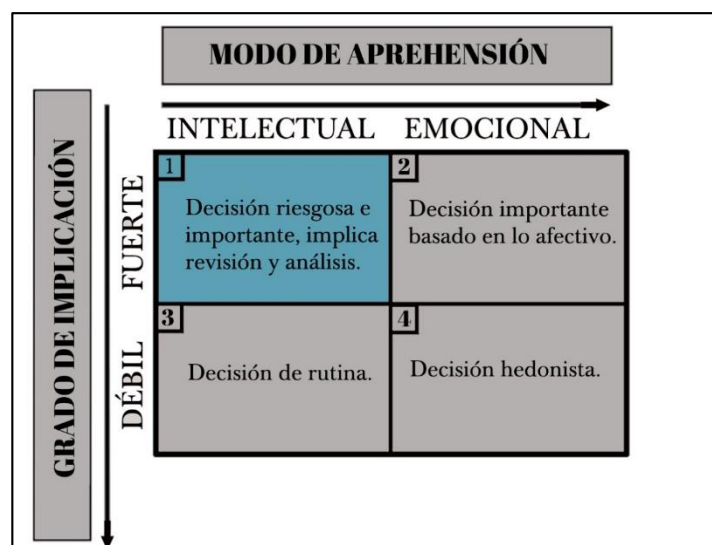 MODO DE APREHENSIÓN
INTELECTUAL
EMOCIONAL
GRADO DE IMPLICACIÓN
FUERTE
DÉBIL
1
Decisión riesgosa e
importante, implica
revisión y análisis.
2
Decisión importante
basado en lo afectivo.
3
Decisión de rutina.
4
Decisión hedonista.